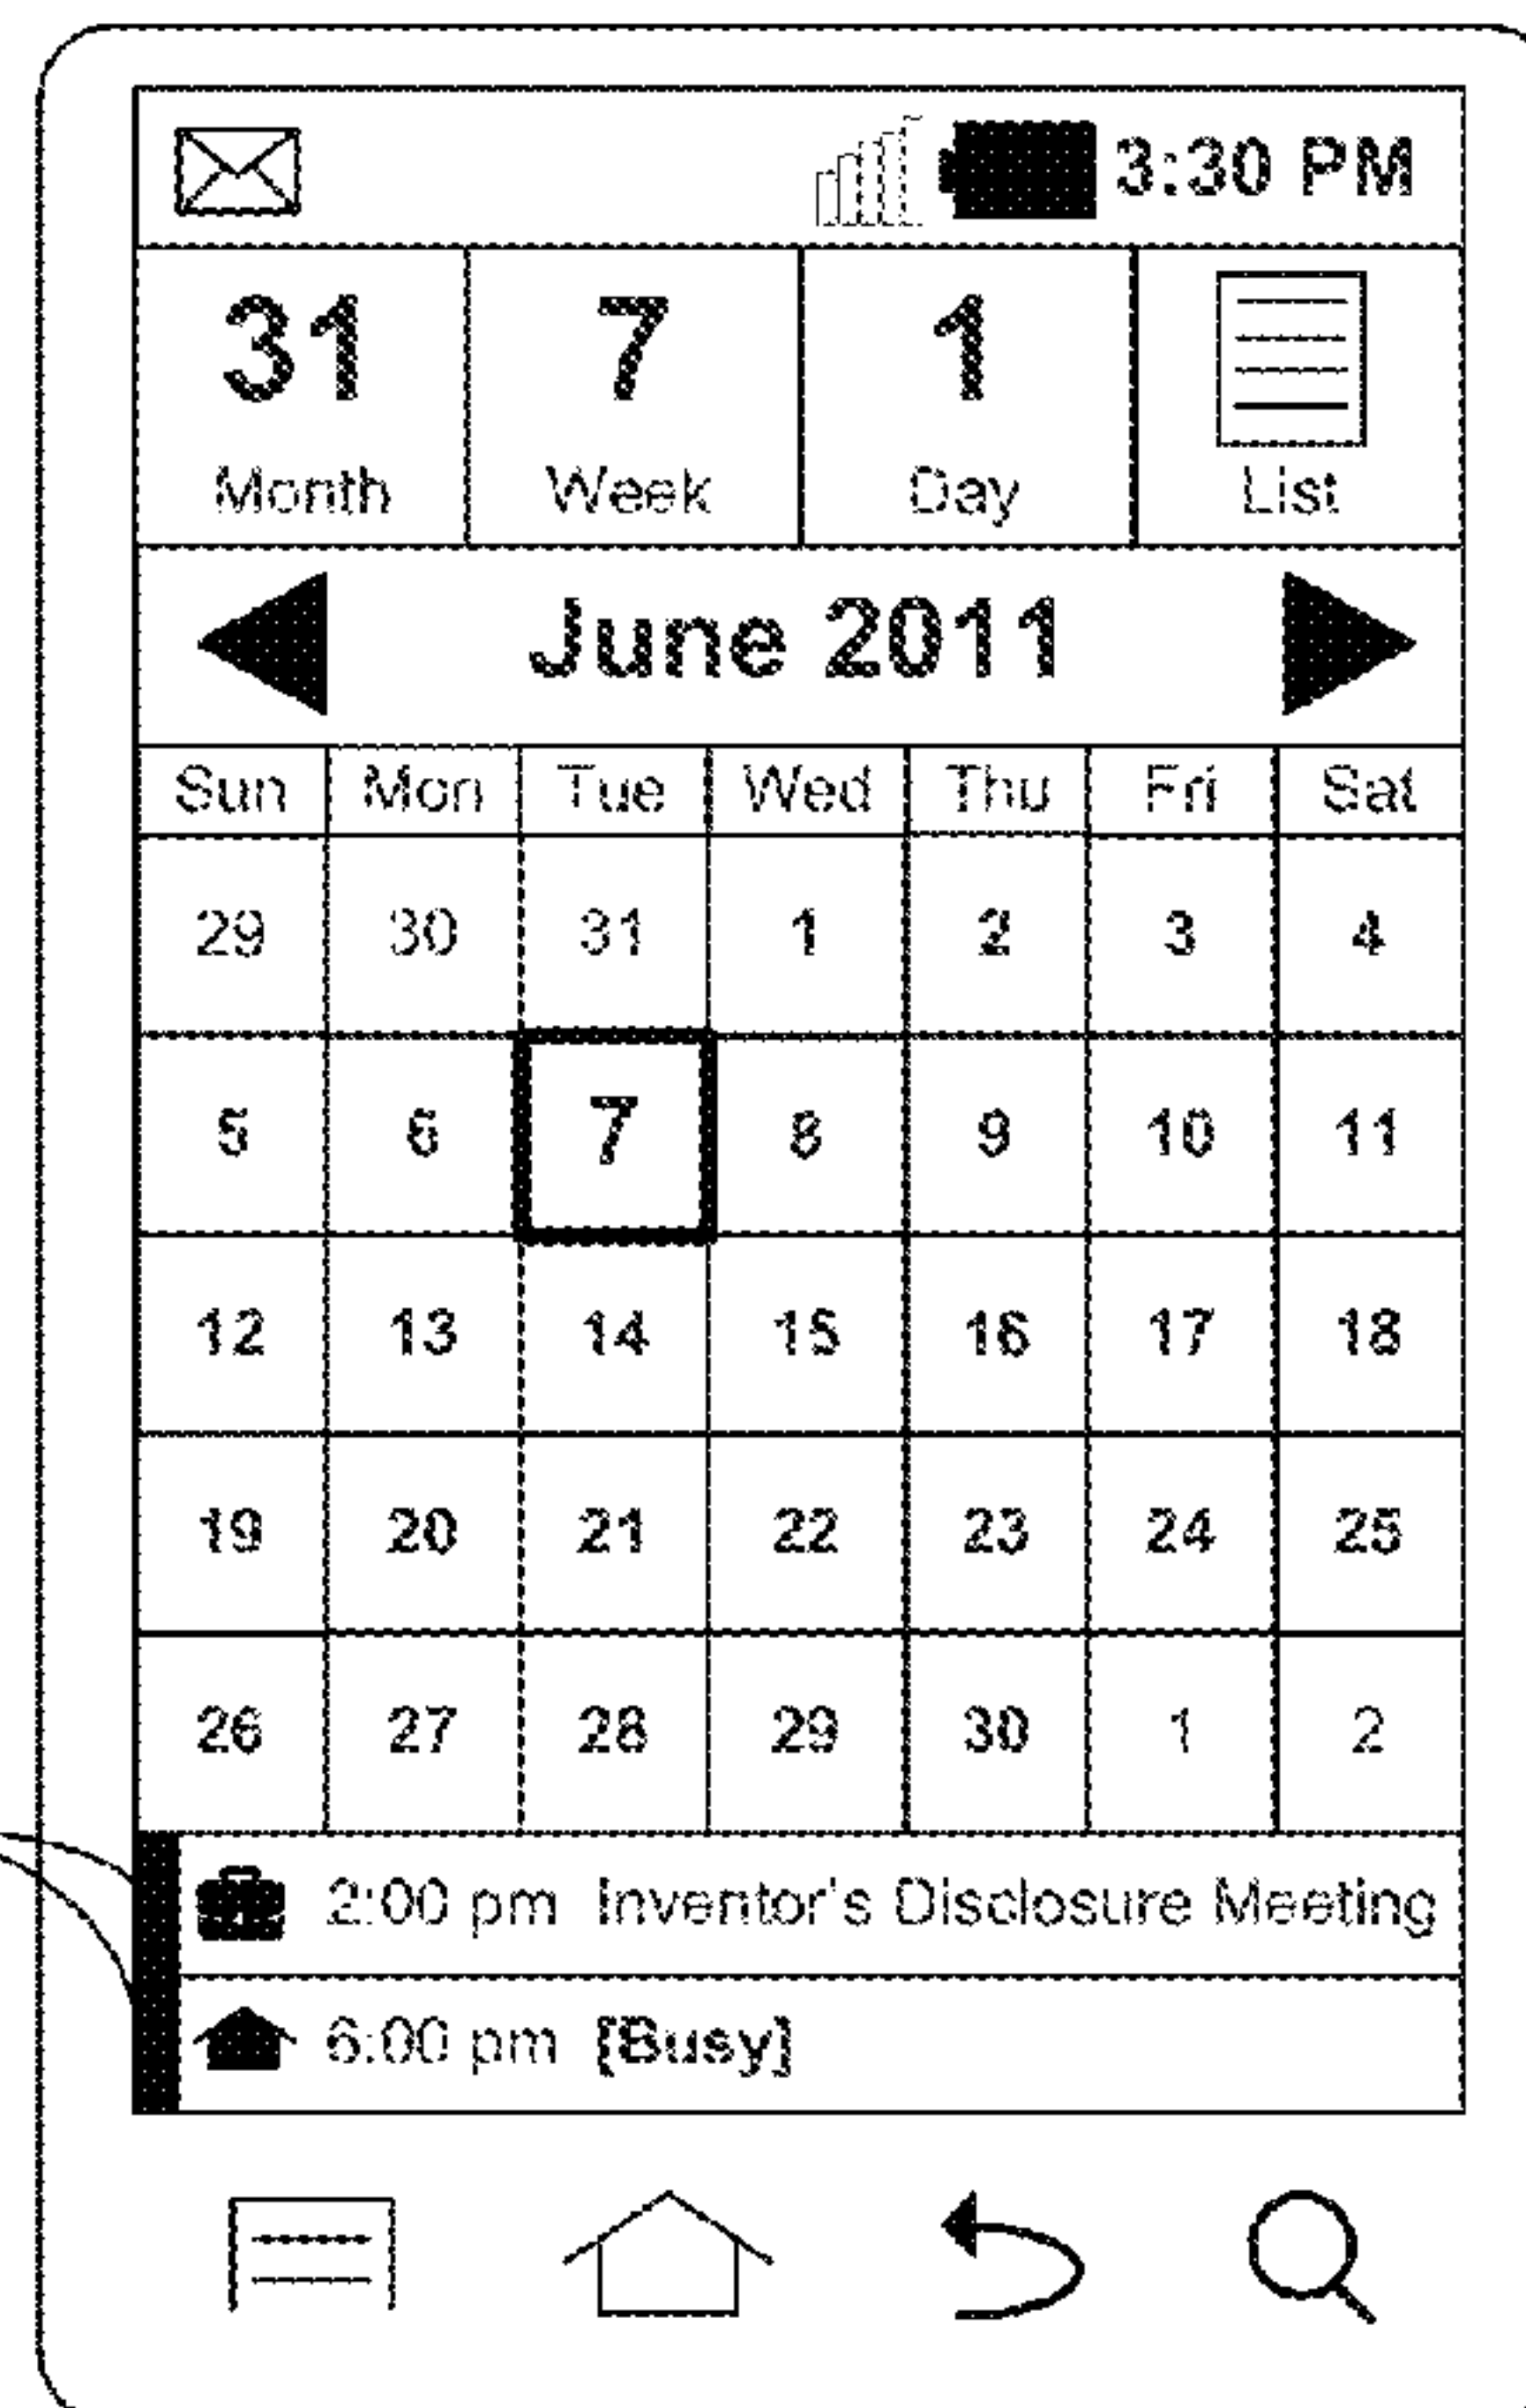 3:30 PM
31 7 1
Month Week Day List
June 2011
Sun Mon Tue Wed Thu Fri Sat
29 30 31 1 2 3 4
5 6 7 8 9 10 11
12 13 14 15 16 17 18
19 20 21 22 23 24 25
26 27 28 29 30 1 2
2:00 pm Inventor's Disclosure Meeting
6:00 pm [Busy]